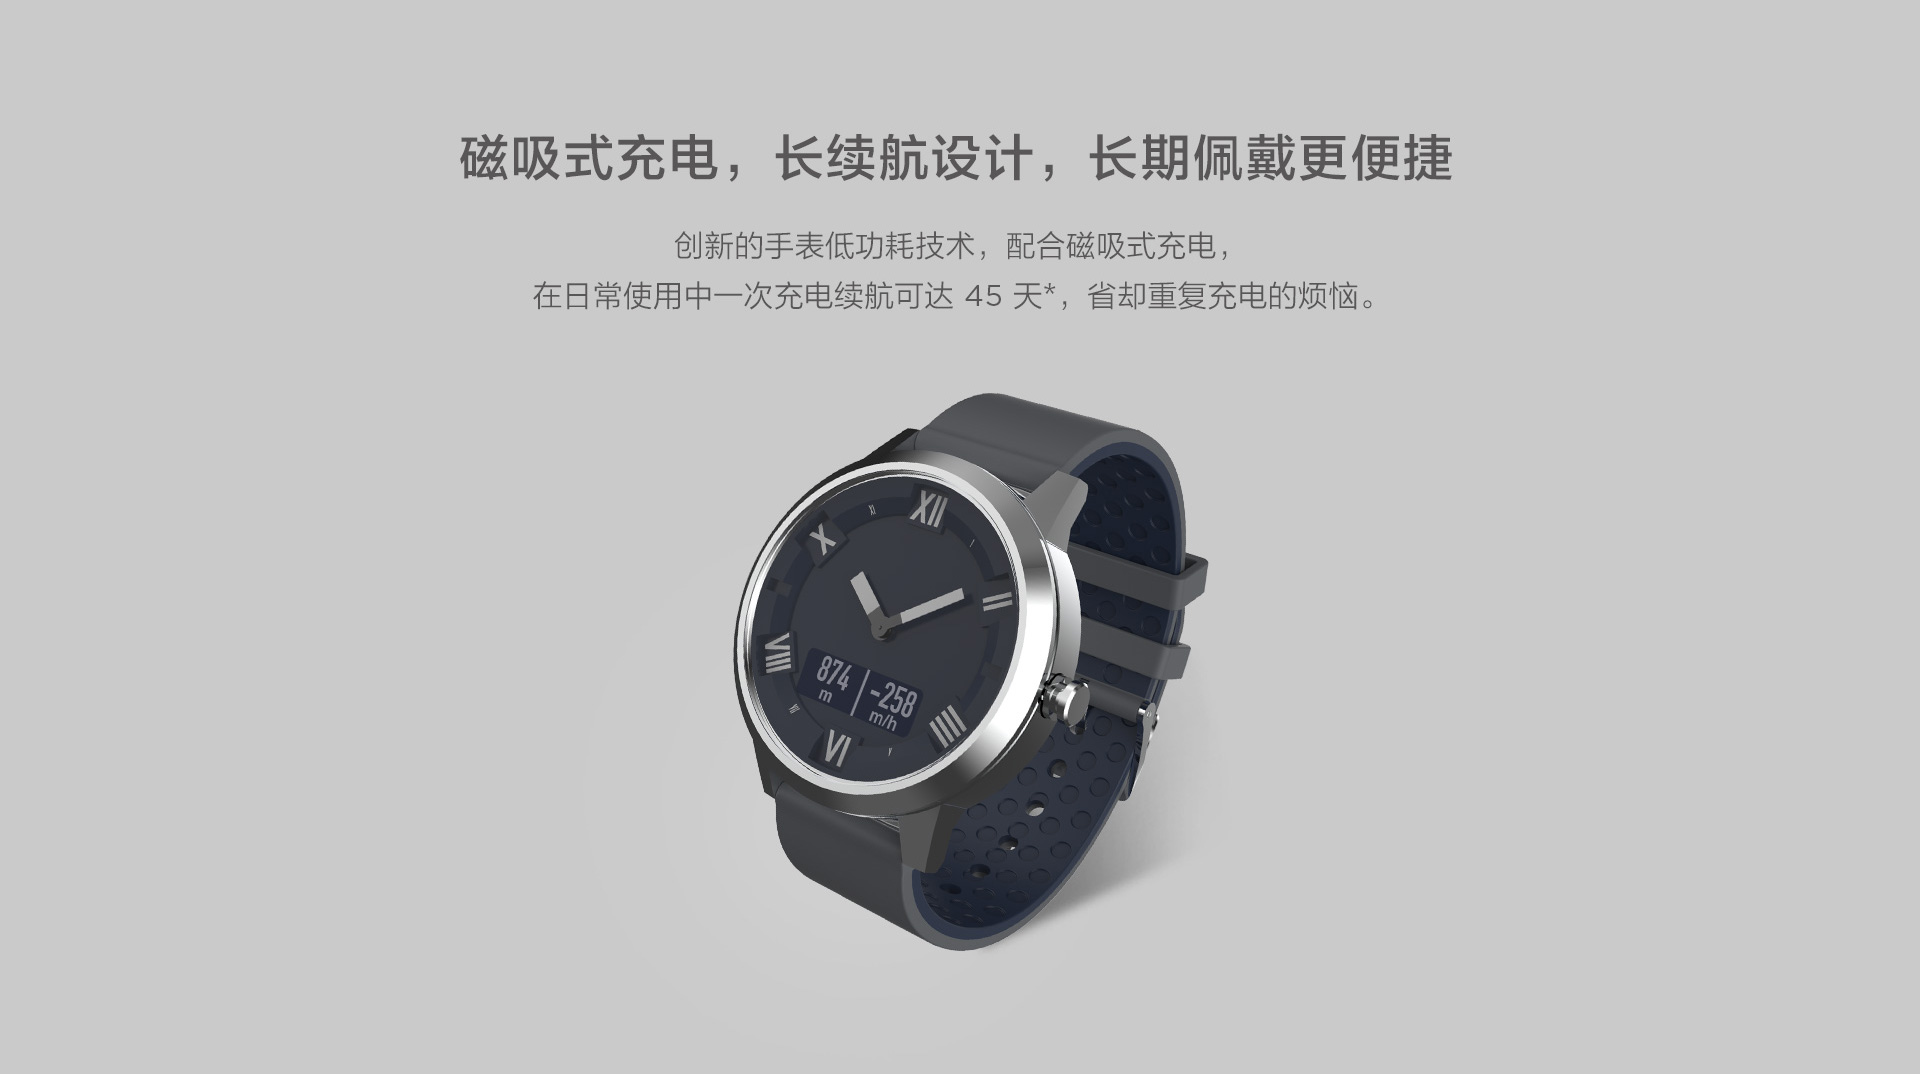 磁吸式充电，长续航设计，长期佩戴更便捷
创新的手表低功耗技术，配合磁吸式充电，
在日常使用中一次充电续航可达 45 天*，省却重复充电的烦恼。
XII
XI
I
X
II
VIII
874 -258
m m/h
VII
IIII
VI
V